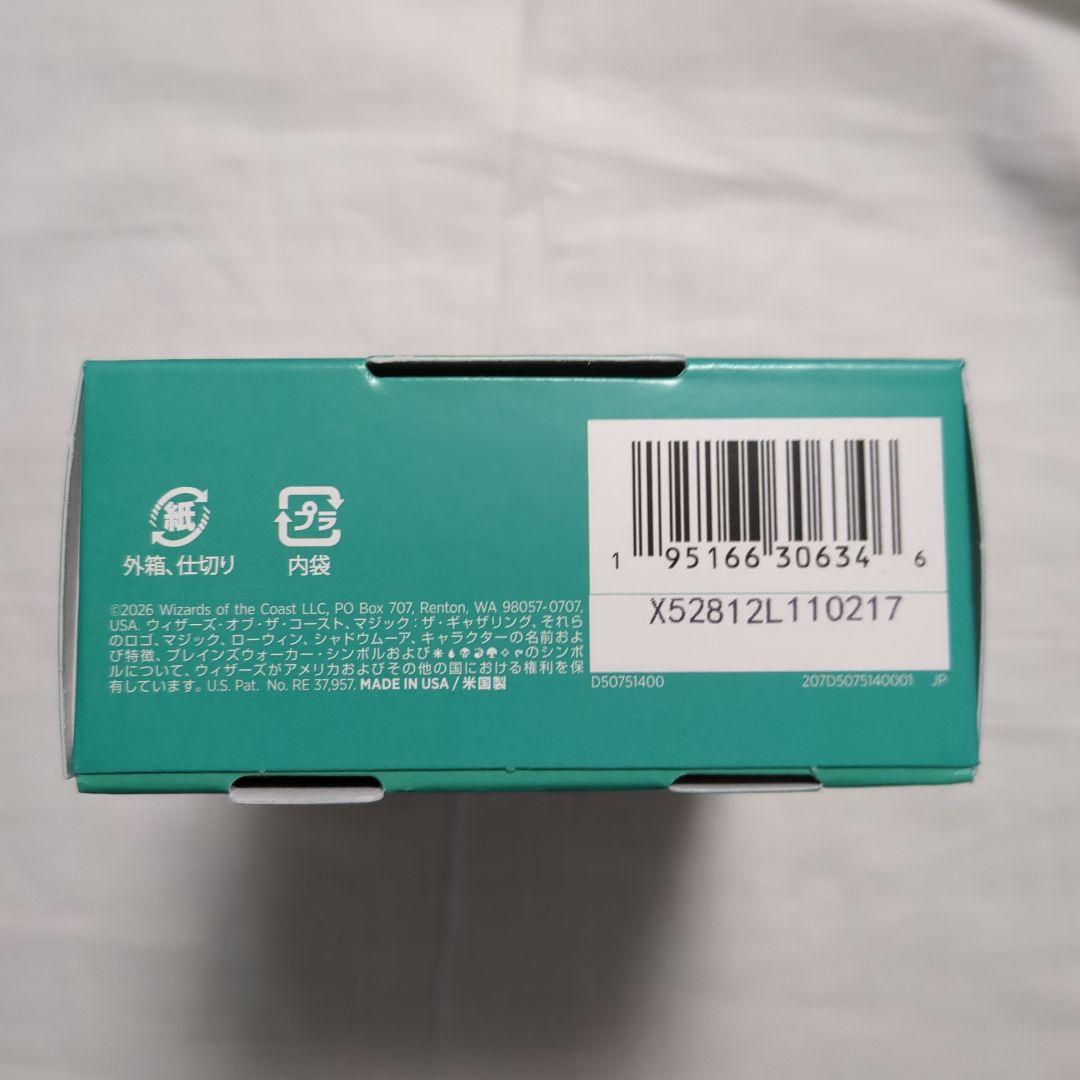 紙
外箱、仕切り
プラ
内袋
©2026 Wizards of the Coast LLC, PO Box 707, Renton, WA 98057-0707,
USA. ウィザーズ・オブ・ザ・コースト、マジック：ザ・ギャザリング、それら
のロゴ、マジック、ローウィン、シャドウムーア、キャラクターの名前およ
び特徴、プレインズウォーカー・シンボルおよびのシンボ
ルについて、ウィザーズがアメリカおよびその他の国における権利を保
有しています。U.S. Pat. No. RE 37,957. MADE IN USA / 米国製
1 95166 30634 6
X52812L110217
D50751400
207D5075140001 JP